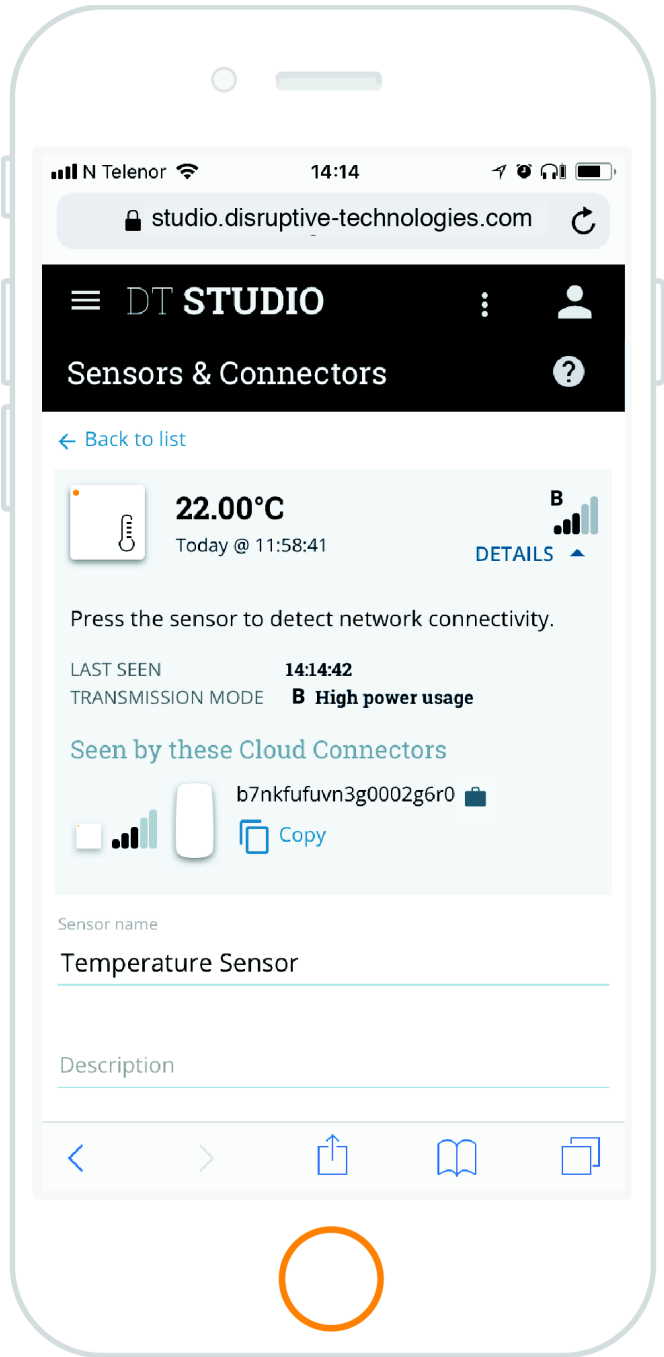 N Telenor 14:14
studio.disruptive-technologies.com
DT STUDIO
Sensors & Connectors
Back to list
22.00°C B
Today @ 11:58:41
DETAILS
Press the sensor to detect network connectivity.
LAST SEEN 14:14:42
TRANSMISSION MODE B High power usage
Seen by these Cloud Connectors
b7nkfufuvn3g0002g6r0
Copy
Sensor name
Temperature Sensor
Description